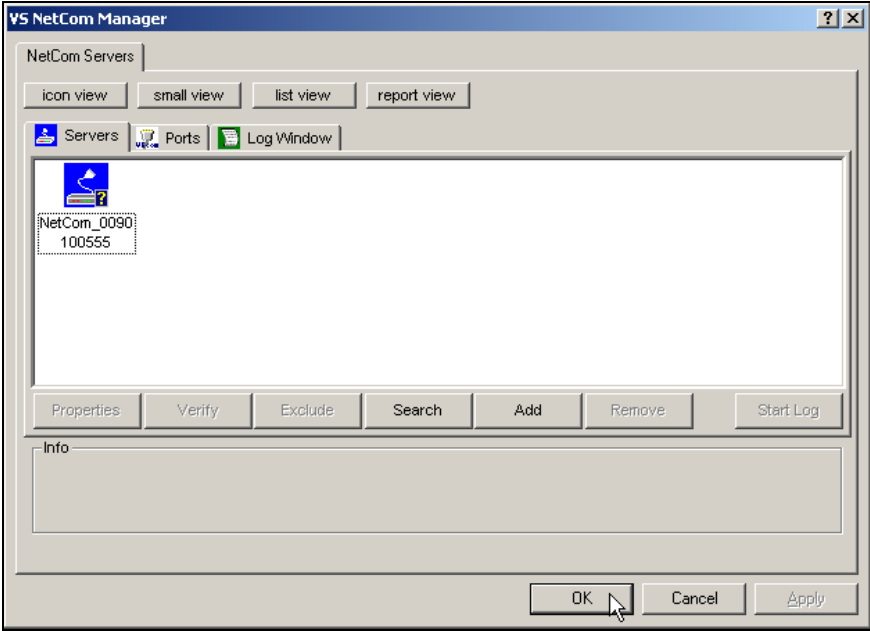 VS NetCom Manager
NetCom Servers
icon view small view list view report view
Servers Ports Log Window
NetCom_0090
100555
Properties Verify Exclude Search Add Remove Start Log
Info
OK Cancel Apply